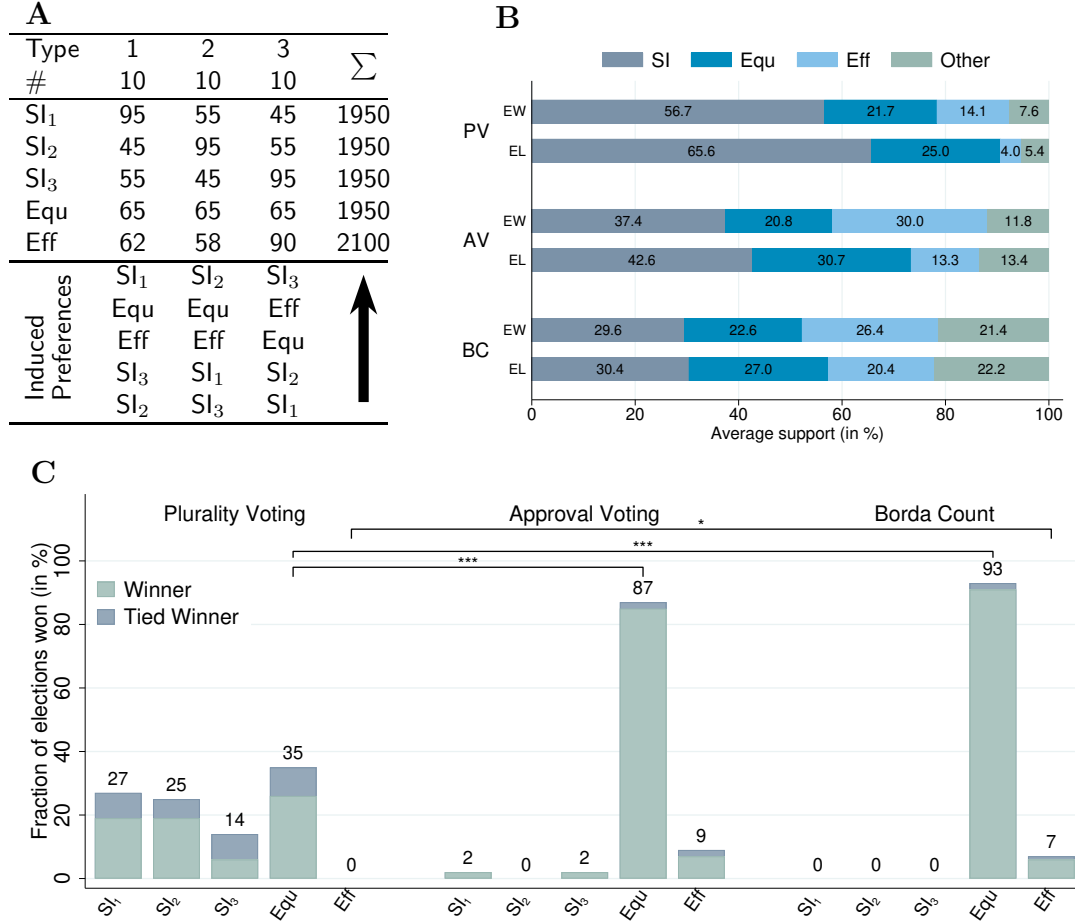 A
Type 1 2 3 ∑
# 10 10 10
SI₁ 95 55 45 1950
SI₂ 45 95 55 1950
SI₃ 55 45 95 1950
Equ 65 65 65 1950
Eff 62 58 90 2100
Induced Preferences
SI₁ SI₂ SI₃
Equ Equ Eff
Eff Eff Equ
SI₃ SI₁ SI₂
SI₂ SI₃ SI₁
B
SI Equ Eff Other
PV
EW 56.7 21.7 14.1 7.6
EL 65.6 25.0 4.0 5.4
AV
EW 37.4 20.8 30.0 11.8
EL 42.6 30.7 13.3 13.4
BC
EW 29.6 22.6 26.4 21.4
EL 30.4 27.0 20.4 22.2
0 20 40 60 80 100
Average support (in %)
C
Plurality Voting Approval Voting Borda Count
*
***
***
Winner
Tied Winner
Fraction of elections won (in %)
100
80
60
40
20
0
27 25 14 35 0 2 0 2 87 9 0 0 0 93 7
SI₁ SI₂ SI₃ Equ Eff SI₁ SI₂ SI₃ Equ Eff SI₁ SI₂ SI₃ Equ Eff